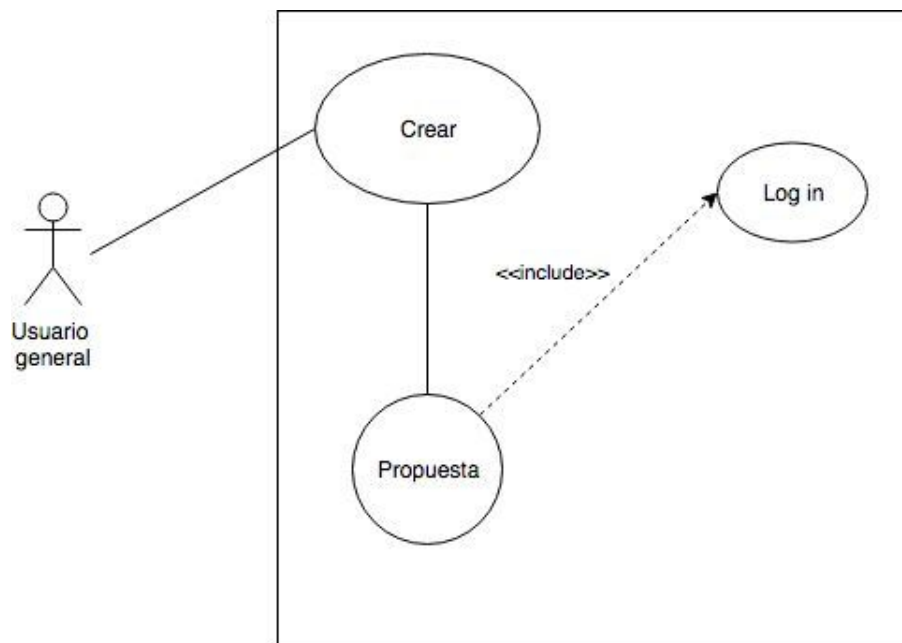 Crear
Log in
<<include>>
Usuario
general
Propuesta